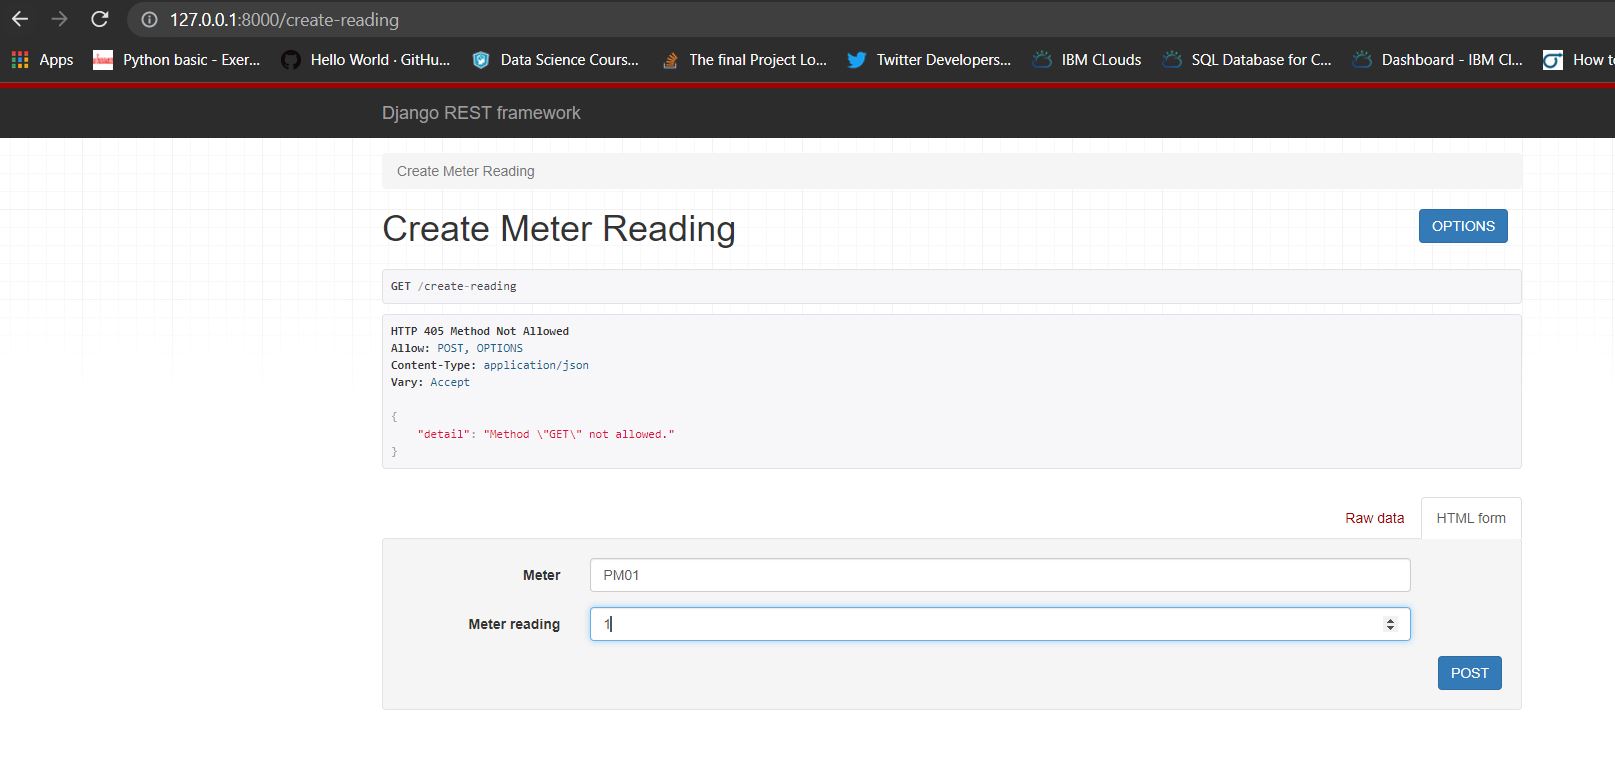 127.0.0.1:8000/create-reading
Apps Python basic - Exer... Hello World · GitHu... Data Science Cours... The final Project Lo... Twitter Developers... IBM CLouds SQL Database for C... Dashboard - IBM Cl... How to
Django REST framework
Create Meter Reading
Create Meter Reading
OPTIONS
GET /create-reading
HTTP 405 Method Not Allowed
Allow: POST, OPTIONS
Content-Type: application/json
Vary: Accept
{
"detail": "Method \"GET\" not allowed."
}
Raw data HTML form
Meter PM01
Meter reading 1
POST